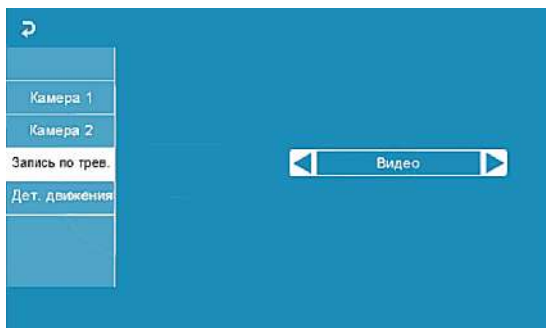 Камера 1
Камера 2
Запись по трев.
Видео
Дет. движения